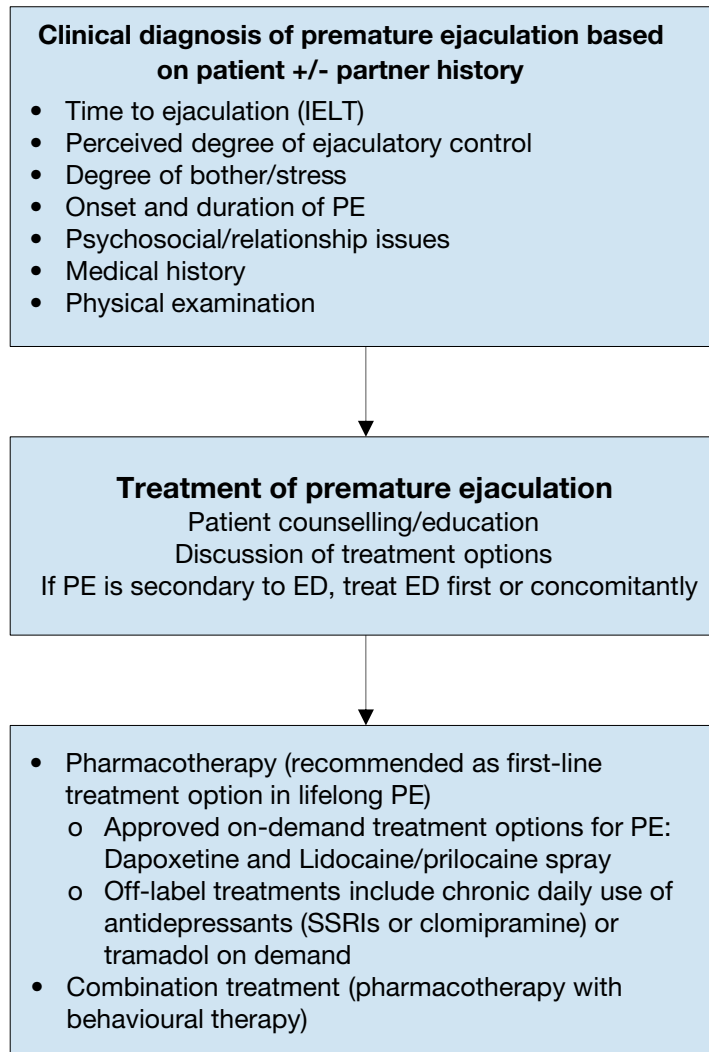 Clinical diagnosis of premature ejaculation based
on patient +/- partner history
• Time to ejaculation (IELT)
• Perceived degree of ejaculatory control
• Degree of bother/stress
• Onset and duration of PE
• Psychosocial/relationship issues
• Medical history
• Physical examination
Treatment of premature ejaculation
Patient counselling/education
Discussion of treatment options
If PE is secondary to ED, treat ED first or concomitantly
• Pharmacotherapy (recommended as first-line
treatment option in lifelong PE)
o Approved on-demand treatment options for PE:
Dapoxetine and Lidocaine/prilocaine spray
o Off-label treatments include chronic daily use of
antidepressants (SSRIs or clomipramine) or
tramadol on demand
• Combination treatment (pharmacotherapy with
behavioural therapy)